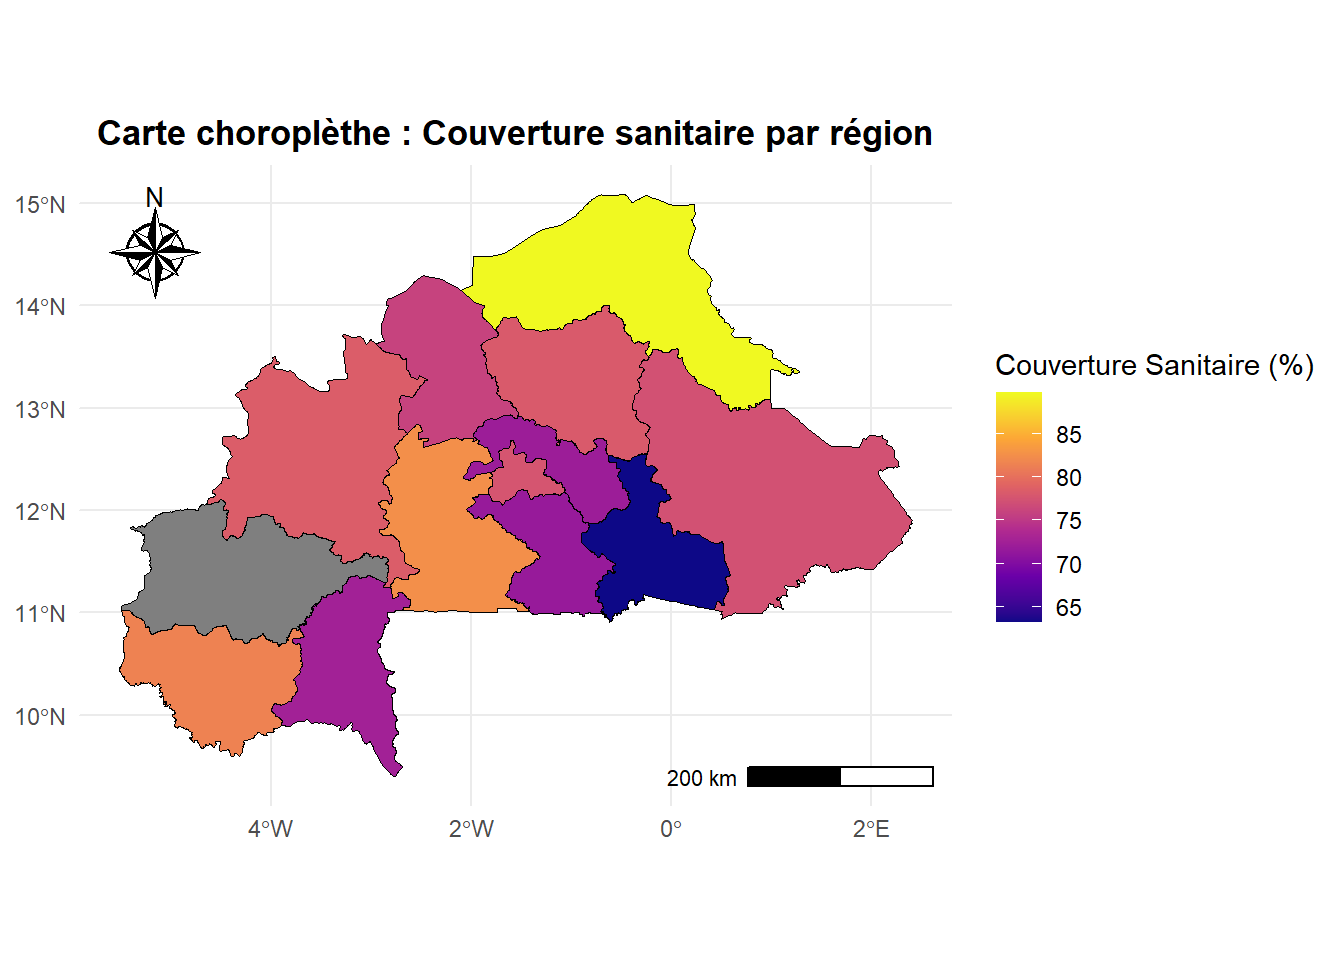 Carte choroplèthe : Couverture sanitaire par région
N
15°N
14°N
13°N
12°N
11°N
10°N
4°W
2°W
0°
2°E
200 km
Couverture Sanitaire (%)
85
80
75
70
65